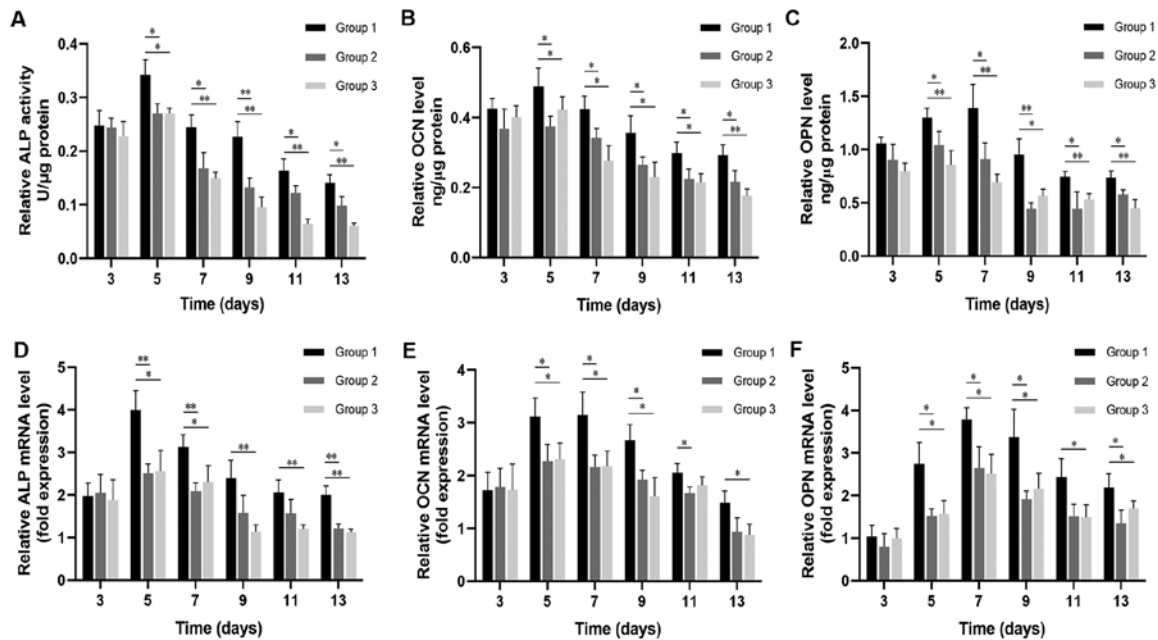 A
Relative ALP activity
U/μg protein
0.4
0.3
0.2
0.1
0.0
* * * ** ** ** * ** * **
3 5 7 9 11 13
Time (days)
Group 1
Group 2
Group 3
B
Relative OCN level
ng/μg protein
0.6
0.4
0.2
0.0
* * * * * * * * * **
3 5 7 9 11 13
Time (days)
Group 1
Group 2
Group 3
C
Relative OPN level
ng/μg protein
2.0
1.5
1.0
0.5
0.0
* ** * ** ** * * ** * **
3 5 7 9 11 13
Time (days)
Group 1
Group 2
Group 3
D
Relative ALP mRNA level
(fold expression)
5
4
3
2
1
0
** * ** * ** ** ** **
3 5 7 9 11 13
Time (days)
Group 1
Group 2
Group 3
E
Relative OCN mRNA level
(fold expression)
4
3
2
1
0
* * * * * * * *
3 5 7 9 11 13
Time (days)
Group 1
Group 2
Group 3
F
Relative OPN mRNA level
(fold expression)
5
4
3
2
1
0
* * * * * * * * *
3 5 7 9 11 13
Time (days)
Group 1
Group 2
Group 3